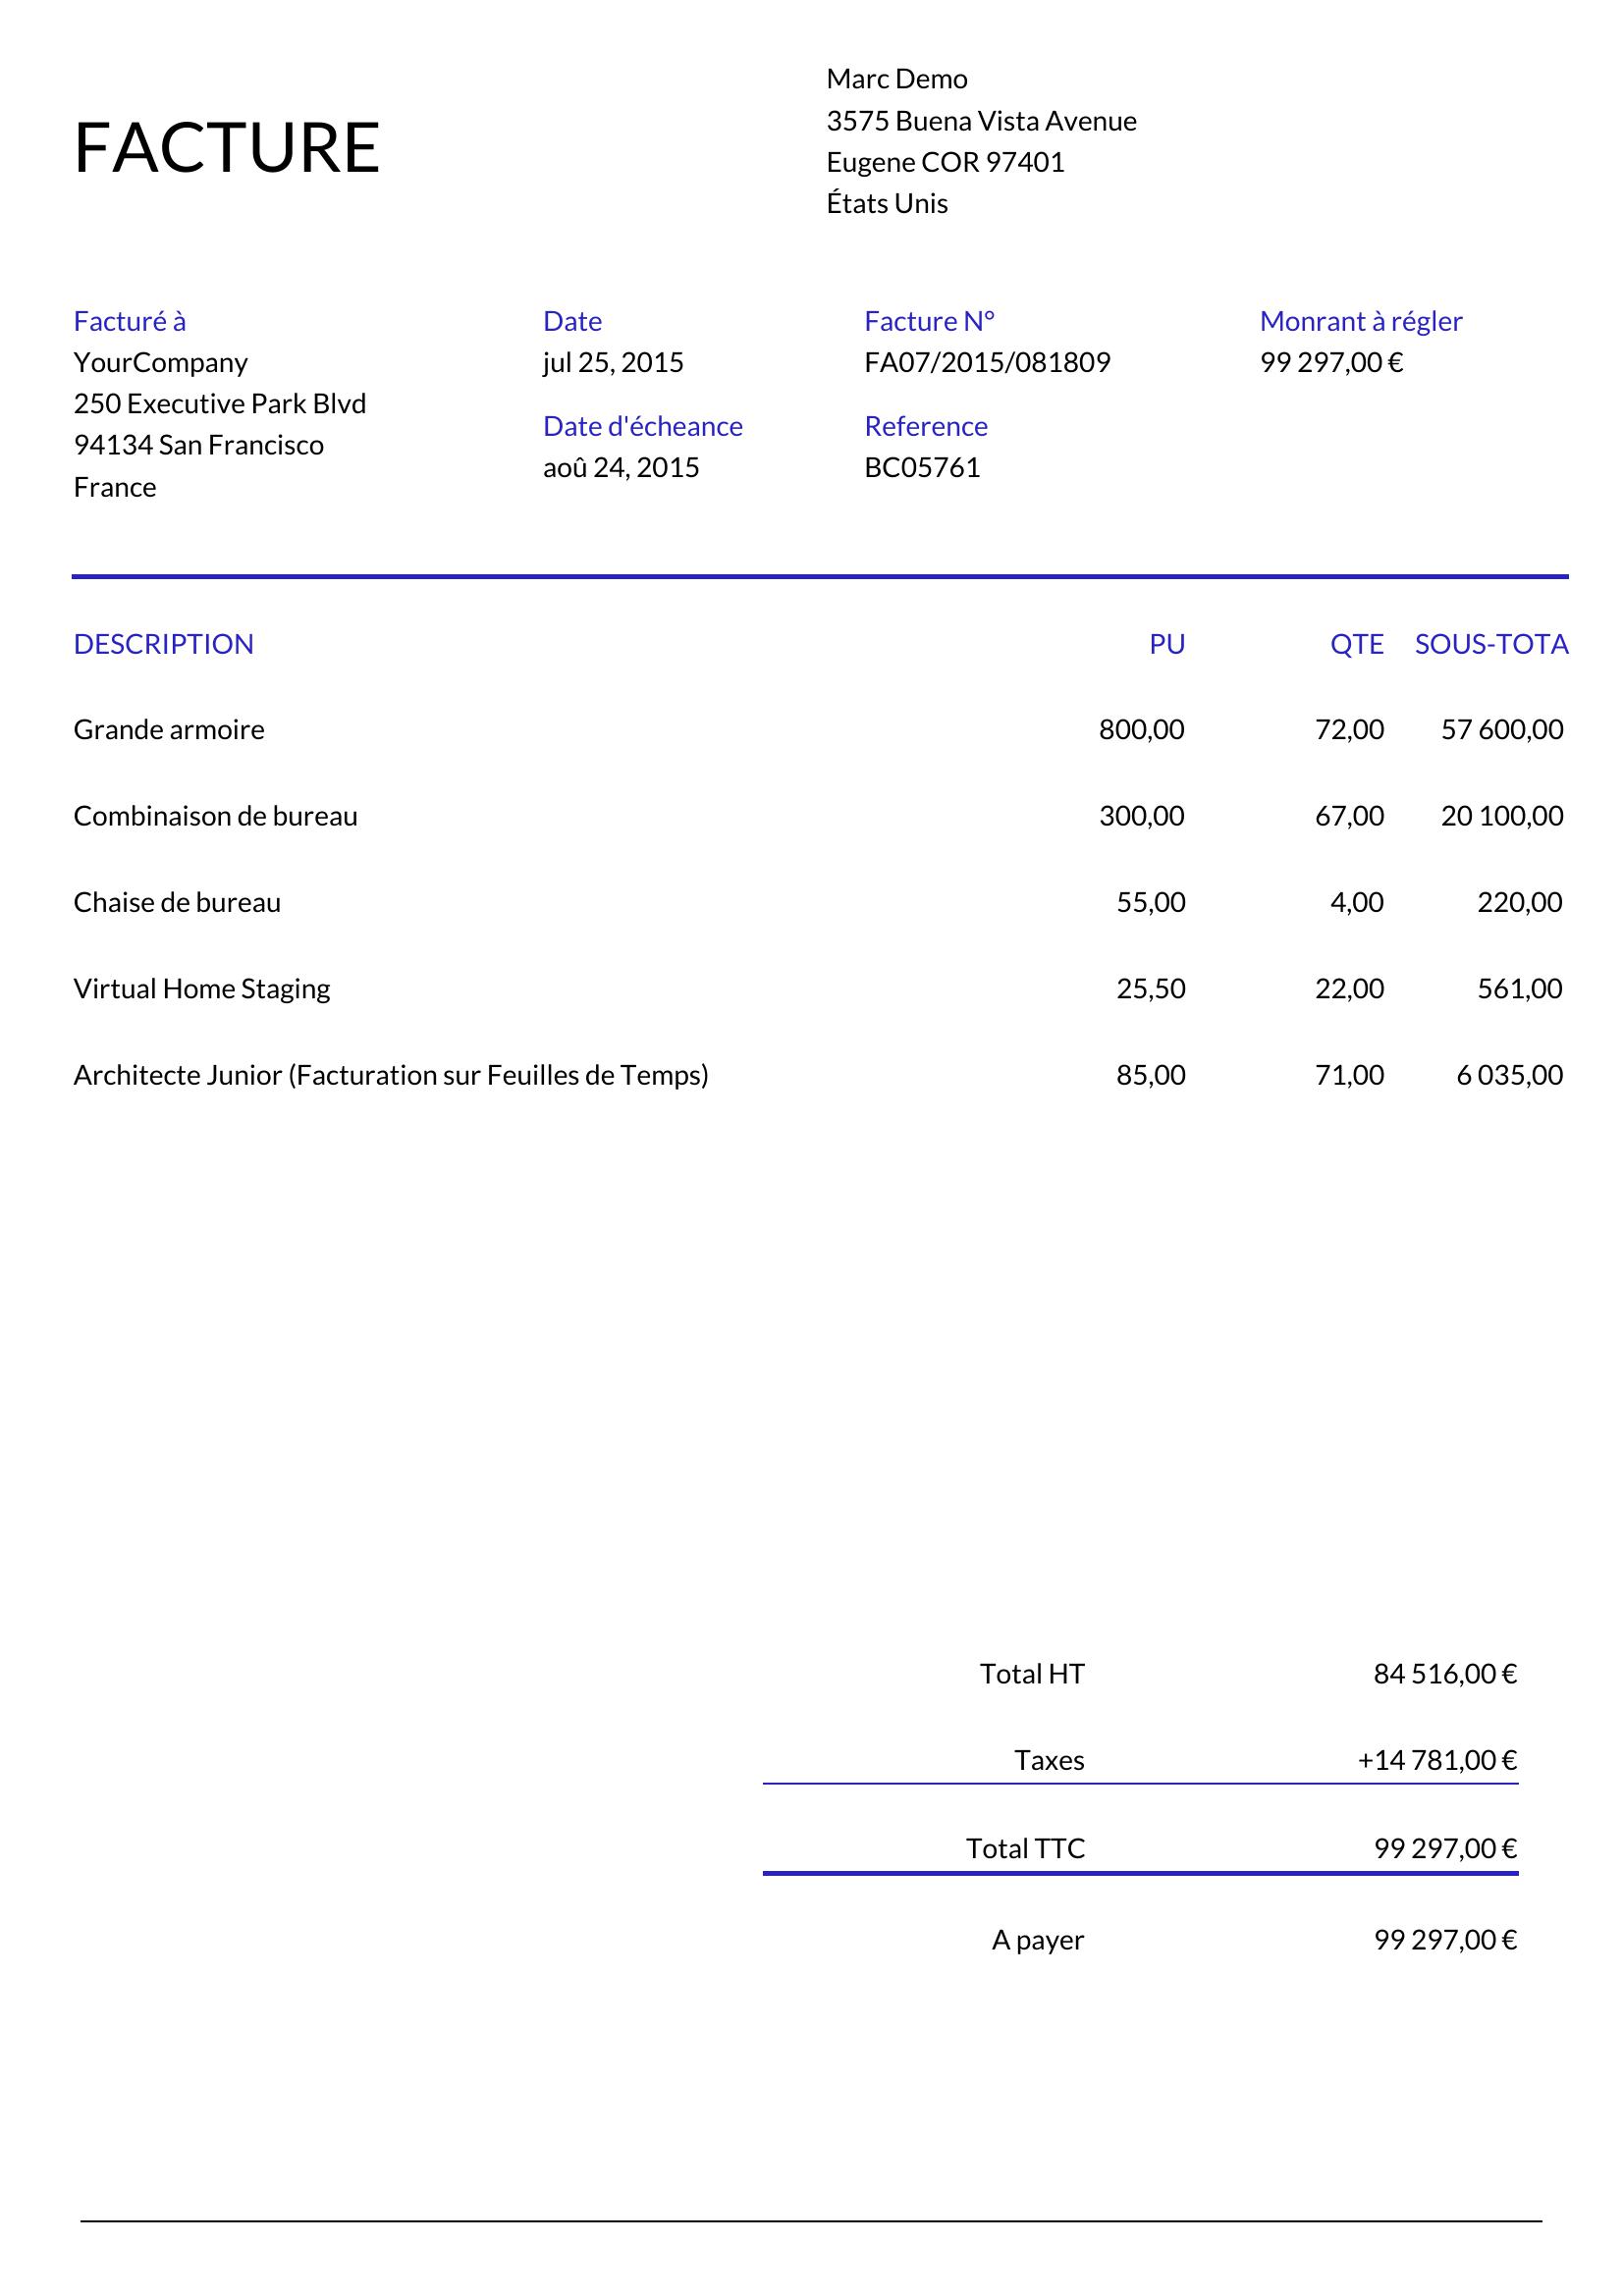 FACTURE
Marc Demo
3575 Buena Vista Avenue
Eugene COR 97401
États Unis
Facturé à
YourCompany
250 Executive Park Blvd
94134 San Francisco
France
Date
jul 25, 2015
Date d'écheance
aoû 24, 2015
Facture N°
FA07/2015/081809
Reference
BC05761
Monrant à régler
99 297,00 €
DESCRIPTION PU QTE SOUS-TOTA
Grande armoire 800,00 72,00 57 600,00
Combinaison de bureau 300,00 67,00 20 100,00
Chaise de bureau 55,00 4,00 220,00
Virtual Home Staging 25,50 22,00 561,00
Architecte Junior (Facturation sur Feuilles de Temps) 85,00 71,00 6 035,00
Total HT 84 516,00 €
Taxes +14 781,00 €
Total TTC 99 297,00 €
A payer 99 297,00 €